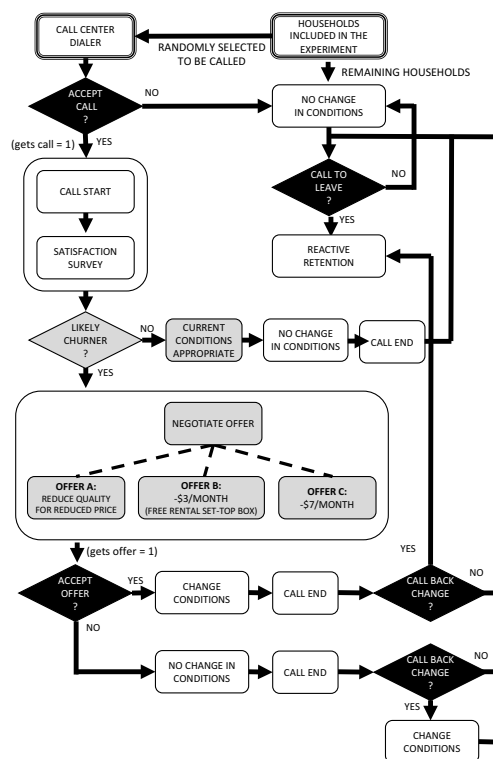 CALL CENTER
DIALER
RANDOMLY SELECTED
TO BE CALLED
HOUSEHOLDS
INCLUDED IN THE
EXPERIMENT
REMAINING HOUSEHOLDS
ACCEPT
CALL
?
NO
NO CHANGE
IN CONDITIONS
(gets call = 1)
YES
CALL START
SATISFACTION
SURVEY
CALL TO
LEAVE
?
NO
YES
REACTIVE
RETENTION
LIKELY
CHURNER
?
NO
CURRENT
CONDITIONS
APPROPRIATE
NO CHANGE
IN CONDITIONS
CALL END
YES
NEGOTIATE OFFER
OFFER A:
REDUCE QUALITY
FOR REDUCED PRICE
OFFER B:
-$3/MONTH
(FREE RENTAL SET-TOP BOX)
OFFER C:
-$7/MONTH
(gets offer = 1)
YES
ACCEPT
OFFER
?
YES
CHANGE
CONDITIONS
CALL END
CALL BACK
CHANGE
?
NO
NO
NO CHANGE IN
CONDITIONS
CALL END
CALL BACK
CHANGE
?
NO
YES
CHANGE
CONDITIONS